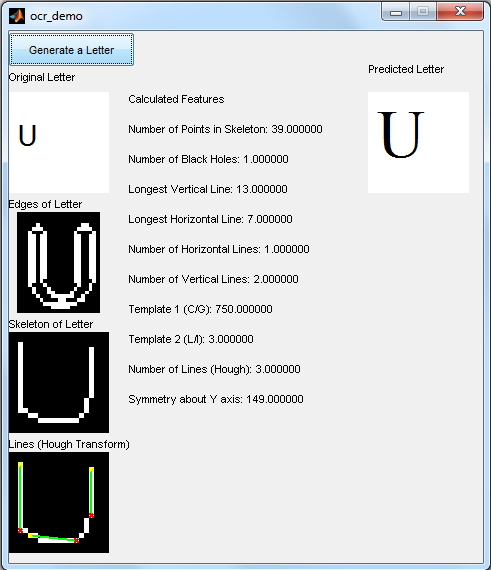 ocr_demo
Generate a Letter
Original Letter
U
Edges of Letter
U
Skeleton of Letter
U
Lines (Hough Transform)
U
Calculated Features
Number of Points in Skeleton: 39.000000
Number of Black Holes: 1.000000
Longest Vertical Line: 13.000000
Longest Horizontal Line: 7.000000
Number of Horizontal Lines: 1.000000
Number of Vertical Lines: 2.000000
Template 1 (C/G): 750.000000
Template 2 (L/I): 3.000000
Number of Lines (Hough): 3.000000
Symmetry about Y axis: 149.000000
Predicted Letter
U